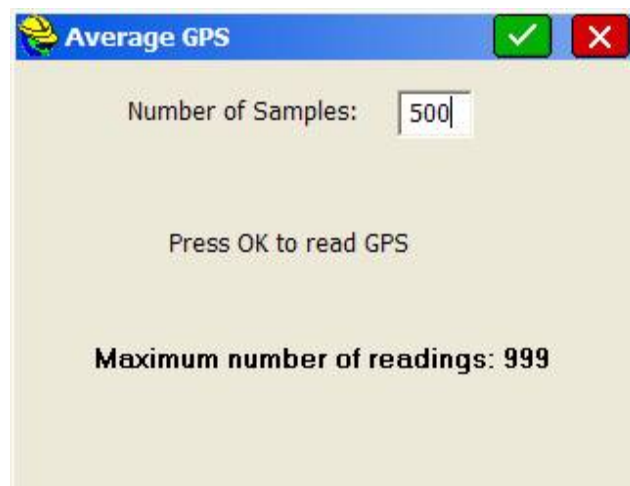 Average GPS
Number of Samples: 500
Press OK to read GPS
Maximum number of readings: 999